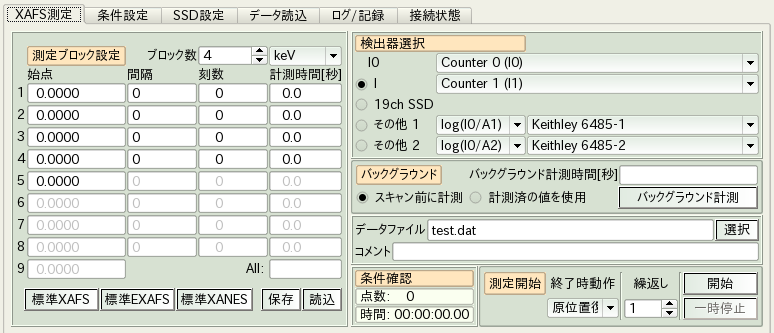 XAFS測定 条件設定 SSD設定 データ読込 ログ/記録 接続状態
測定ブロック設定 ブロック数 4 keV
始点 間隔 刻数 計測時間[秒]
1 0.0000 0 0 0.0
2 0.0000 0 0 0.0
3 0.0000 0 0 0.0
4 0.0000 0 0 0.0
5 0.0000 0 0 0.0
6 0.0000 0 0 0.0
7 0.0000 0 0 0.0
8 0.0000 0 0 0.0
9 0.0000 All:
標準XAFS 標準EXAFS 標準XANES 保存 読込
検出器選択
I0 Counter 0 (I0)
I Counter 1 (I1)
19ch SSD
その他 1 log(I0/A1) Keithley 6485-1
その他 2 log(I0/A2) Keithley 6485-2
バックグラウンド バックグラウンド計測時間[秒]
スキャン前に計測 計測済の値を使用 バックグラウンド計測
データファイル test.dat 選択
コメント
条件確認
点数: 0
時間: 00:00:00.00
測定開始 終了時動作 繰返し 開始
原位置復 1 一時停止